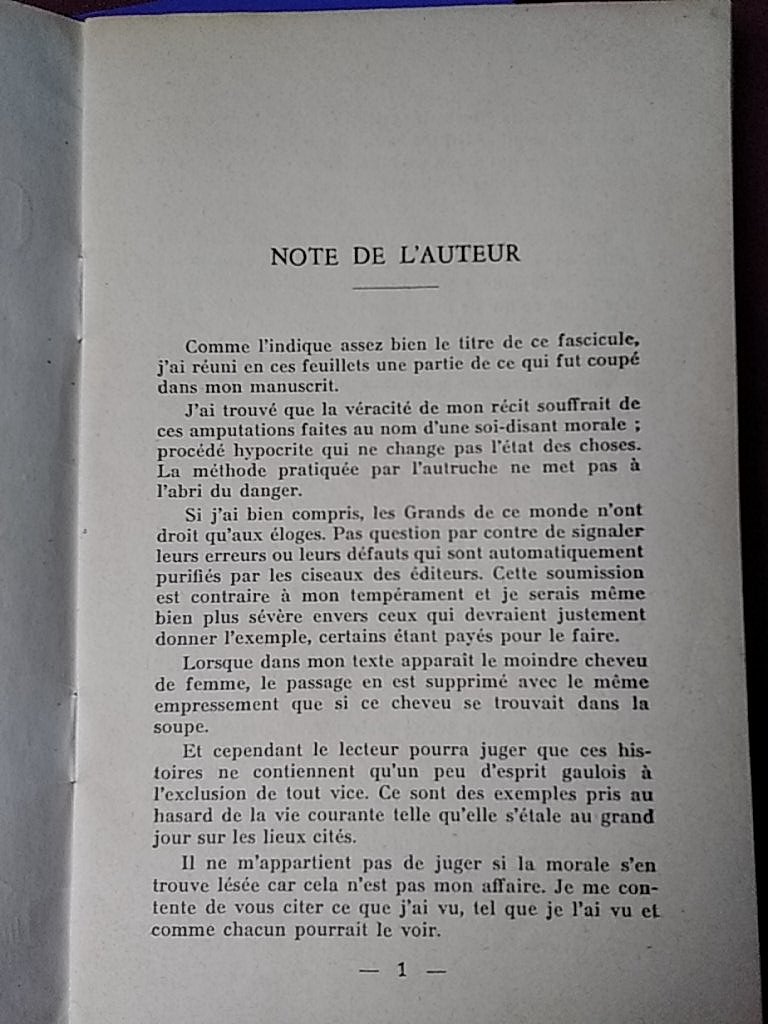 NOTE DE L'AUTEUR
Comme l'indique assez bien le titre de ce fascicule,
j'ai réuni en ces feuillets une partie de ce qui fut coupé
dans mon manuscrit.
J'ai trouvé que la véracité de mon récit souffrait de
ces amputations faites au nom d'une soi-disant morale ;
procédé hypocrite qui ne change pas l'état des choses.
La méthode pratiquée par l'autruche ne met pas à
l'abri du danger.
Si j'ai bien compris, les Grands de ce monde n'ont
droit qu'aux éloges. Pas question par contre de signaler
leurs erreurs ou leurs défauts qui sont automatiquement
purifiés par les ciseaux des éditeurs. Cette soumission
est contraire à mon tempérament et je serais même
bien plus sévère envers ceux qui devraient justement
donner l'exemple, certains étant payés pour le faire.
Lorsque dans mon texte apparaît le moindre cheveu
de femme, le passage en est supprimé avec le même
empressement que si ce cheveu se trouvait dans la
soupe.
Et cependant le lecteur pourra juger que ces his-
toires ne contiennent qu'un peu d'esprit gaulois à
l'exclusion de tout vice. Ce sont des exemples pris au
hasard de la vie courante telle qu'elle s'étale au grand
jour sur les lieux cités.
Il ne m'appartient pas de juger si la morale s'en
trouve lésée car cela n'est pas mon affaire. Je me con-
tente de vous citer ce que j'ai vu, tel que je l'ai vu et
comme chacun pourrait le voir.
— 1 —